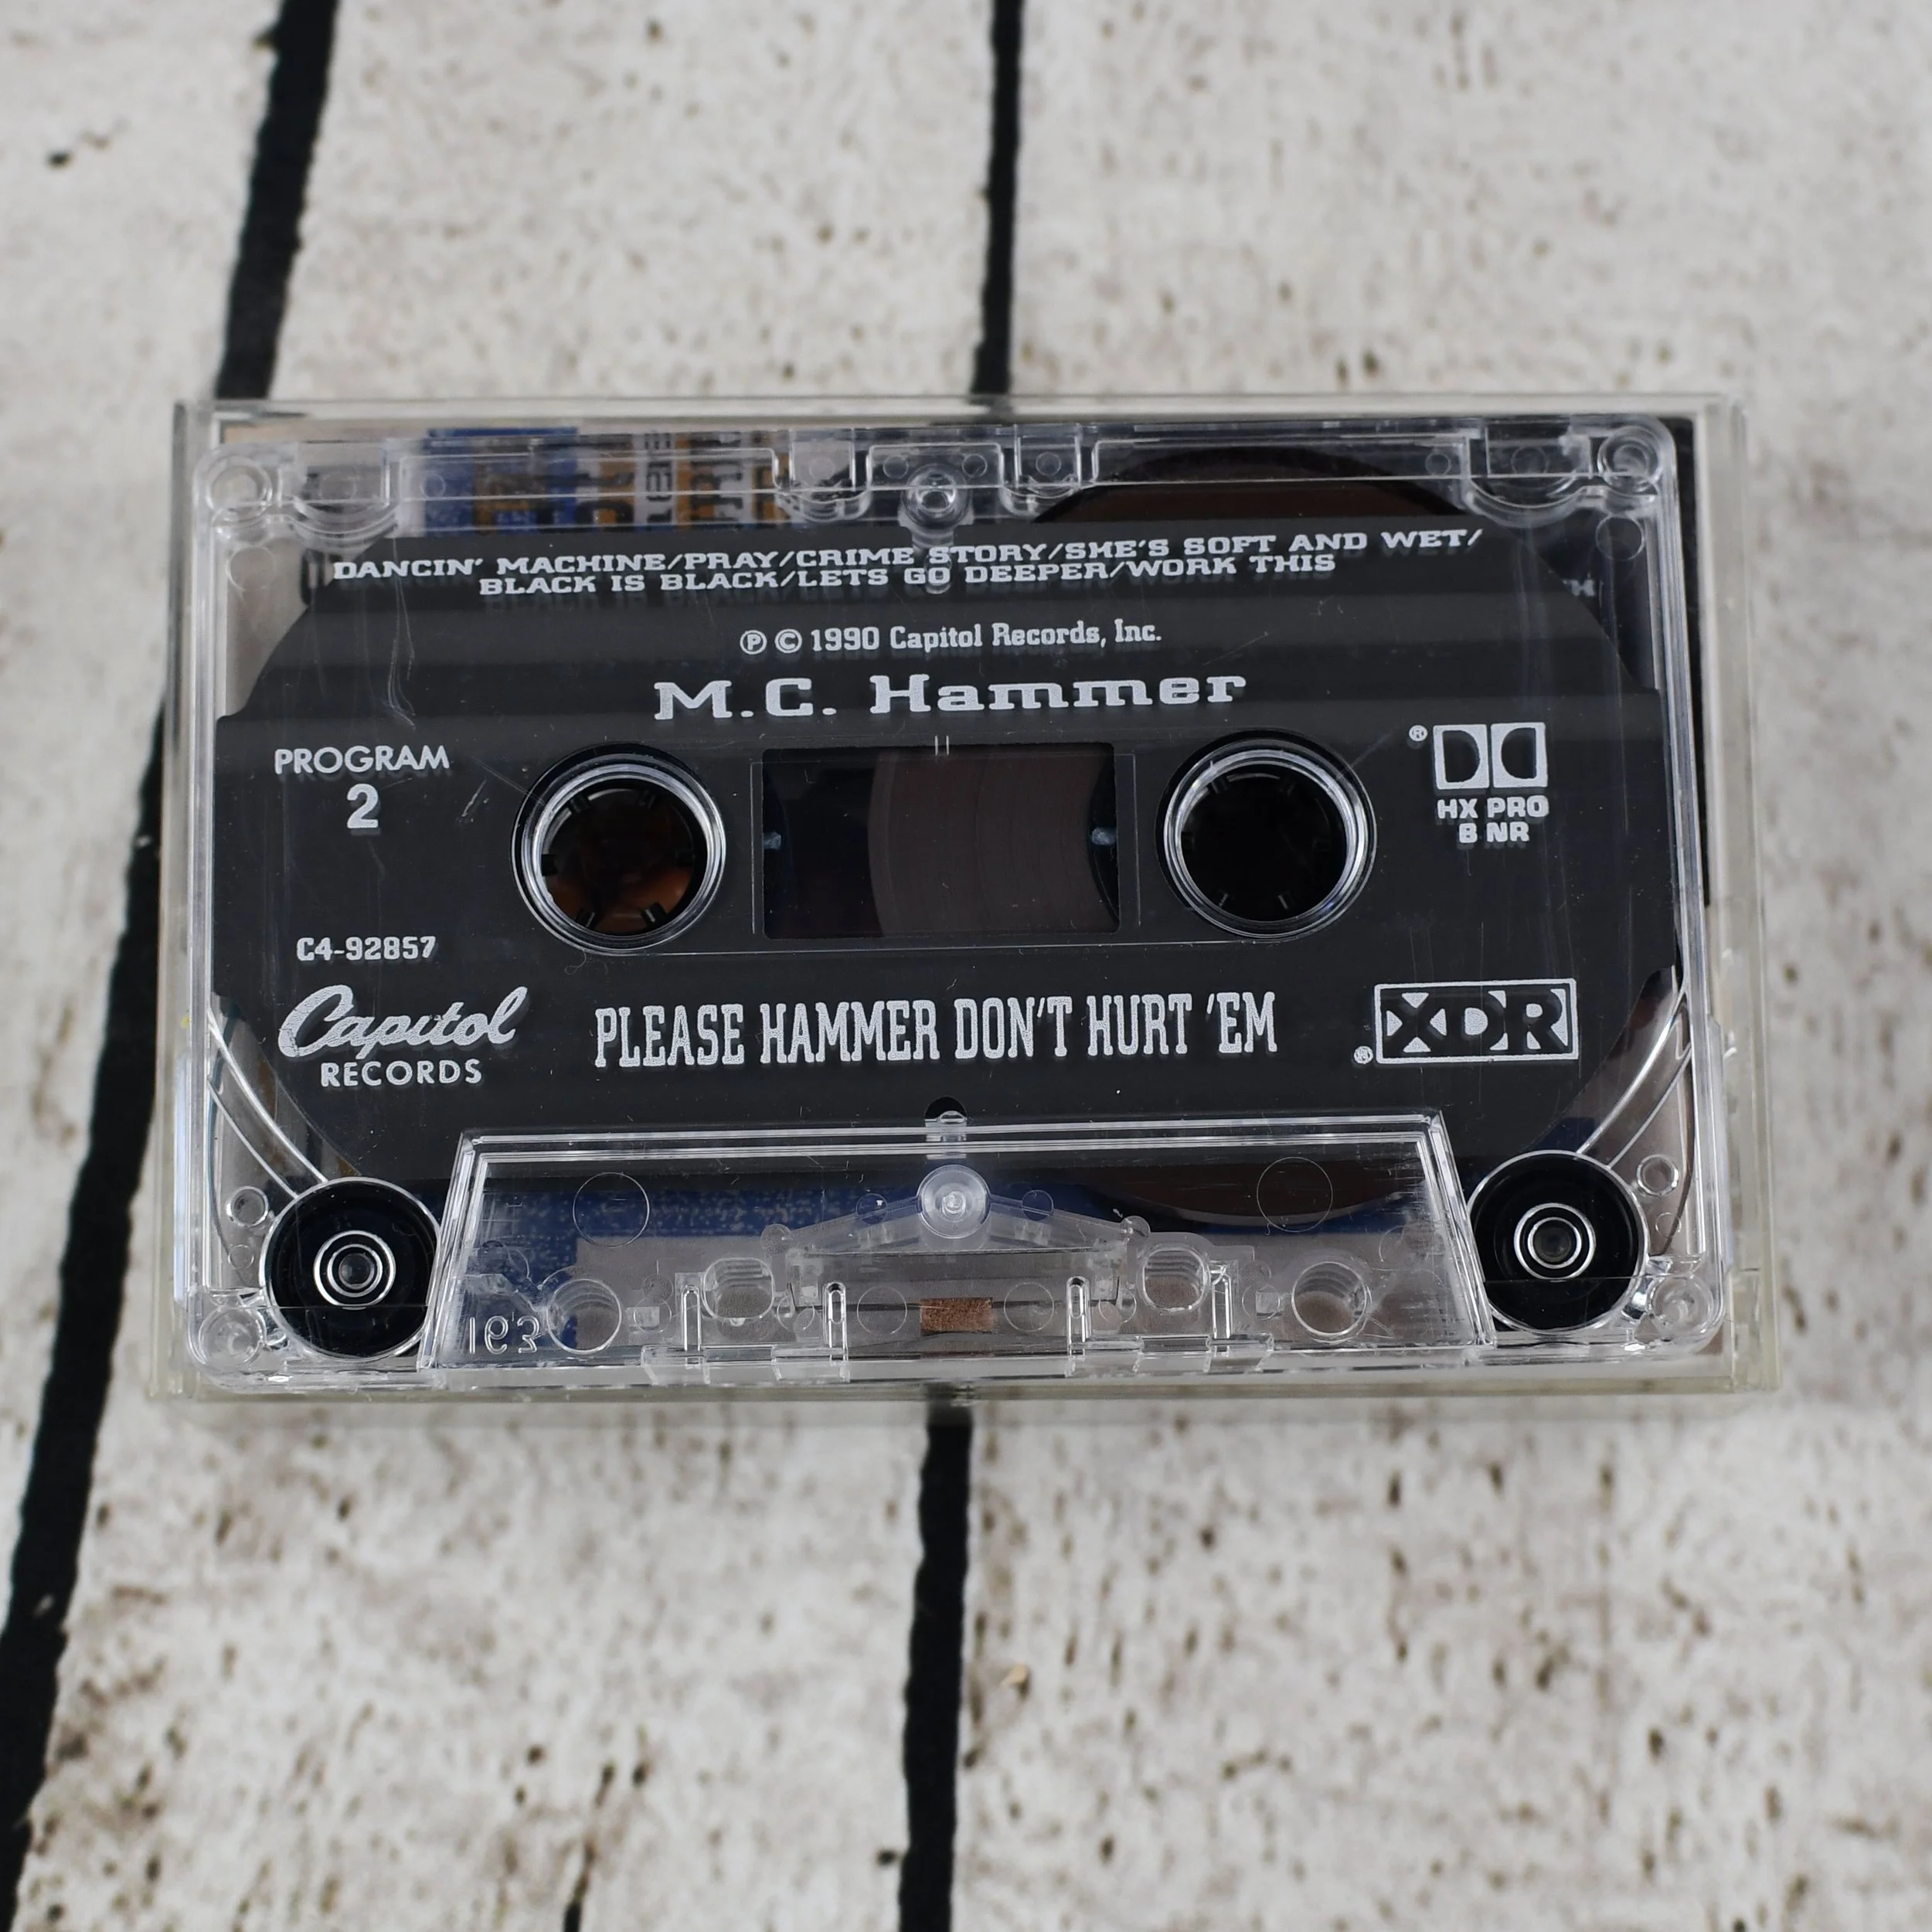 DANCIN' MACHINE/PRAY/CRIME STORY/SHE'S SOFT AND WET/
BLACK IS BLACK/LETS GO DEEPER/WORK THIS
℗ © 1990 Capitol Records, Inc.
M.C. Hammer
PROGRAM
2
®
HX PRO
B NR
C4-92857
Capitol
RECORDS
PLEASE HAMMER DON'T HURT 'EM
® XDR
163